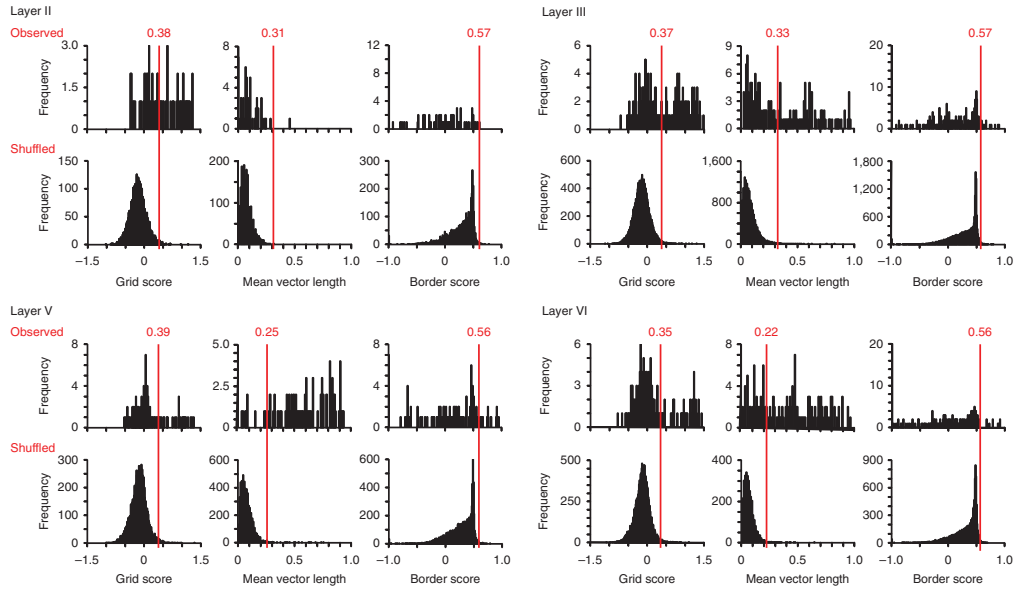 Layer II
Observed 0.38 0.31 0.57
3.0 8 12
Frequency
1.5 6 8
4
2 4
0 0 0
Shuffled
150 200 300
Frequency
100 200
50 100 100
0 0 0
−1.5 0 1.5 0 0.5 1.0 −1.0 0 1.0
Grid score Mean vector length Border score
Layer III
0.37 0.33 0.57
6 9 20
Frequency
4 6
10
2 3
0 0 0
600 1,600 1,800
Frequency
400 1,200
800
200 600
0 0 0
−1.5 0 1.5 0 0.5 1.0 −1.0 0 1.0
Grid score Mean vector length Border score
Layer V
Observed 0.39 0.25 0.56
8 5.0 8
Frequency
4 2.5 4
0 0 0
Shuffled
300 600 600
Frequency
200 400 400
100 200 200
0 0 0
−1.5 0 1.5 0 0.5 1.0 −1.0 0 1.0
Grid score Mean vector length Border score
Layer VI
0.35 0.22 0.56
6 8 20
Frequency
3 4 10
0 0 0
500 400 900
Frequency
600
250 200
300
0 0 0
−1.5 0 1.5 0 0.5 1.0 −1.0 0 1.0
Grid score Mean vector length Border score